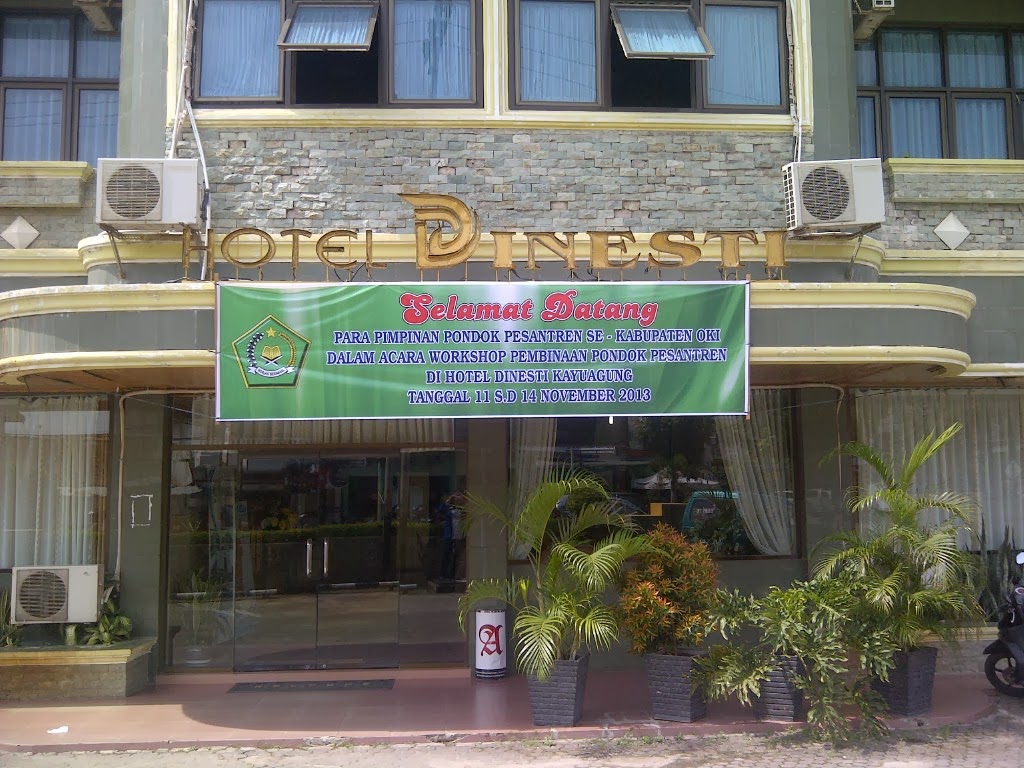 HOTEL DINESTI
Selamat Datang
PARA PIMPINAN PONDOK PESANTREN SE - KABUPATEN OKI
DALAM ACARA WORKSHOP PEMBINAAN PONDOK PESANTREN
DI HOTEL DINESTI KAYUAGUNG
TANGGAL 11 S.D 14 NOVEMBER 2013
A